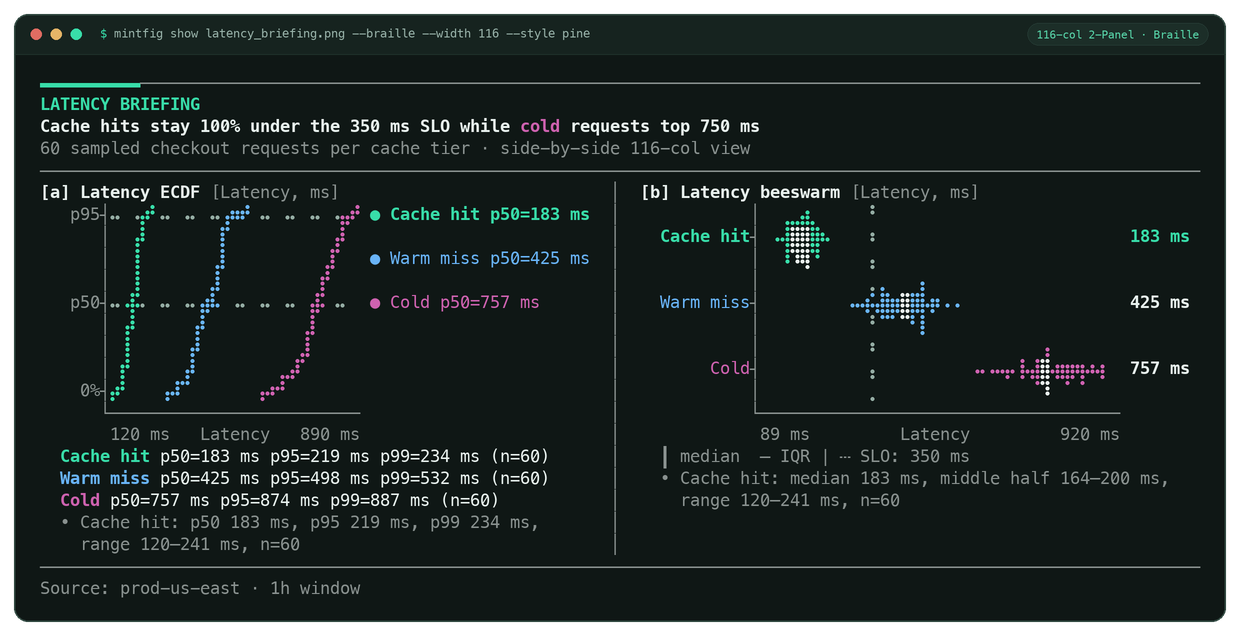 $ mintfig show latency_briefing.png --braille --width 116 --style pine
116-col 2-Panel · Braille
LATENCY BRIEFING
Cache hits stay 100% under the 350 ms SLO while cold requests top 750 ms
60 sampled checkout requests per cache tier · side-by-side 116-col view
[a] Latency ECDF [Latency, ms]
p95
p50
0%
● Cache hit p50=183 ms
● Warm miss p50=425 ms
● Cold p50=757 ms
120 ms Latency 890 ms
Cache hit p50=183 ms p95=219 ms p99=234 ms (n=60)
Warm miss p50=425 ms p95=498 ms p99=532 ms (n=60)
Cold p50=757 ms p95=874 ms p99=887 ms (n=60)
• Cache hit: p50 183 ms, p95 219 ms, p99 234 ms,
range 120–241 ms, n=60
[b] Latency beeswarm [Latency, ms]
Cache hit 183 ms
Warm miss 425 ms
Cold 757 ms
89 ms Latency 920 ms
┃ median — IQR | ┄ SLO: 350 ms
• Cache hit: median 183 ms, middle half 164–200 ms,
range 120–241 ms, n=60
Source: prod-us-east · 1h window